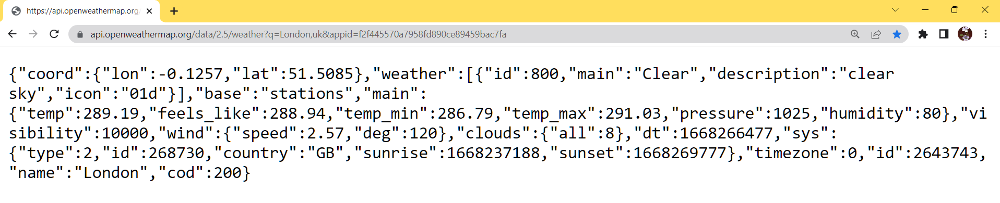 https://api.openweathermap.org/
api.openweathermap.org/data/2.5/weather?q=London,uk&appid=f2f445570a7958fd890ce89459bac7fa
{"coord":{"lon":-0.1257,"lat":51.5085},"weather":[{"id":800,"main":"Clear","description":"clear
sky","icon":"01d"}],"base":"stations","main":
{"temp":289.19,"feels_like":288.94,"temp_min":286.79,"temp_max":291.03,"pressure":1025,"humidity":80},"vi
sibility":10000,"wind":{"speed":2.57,"deg":120},"clouds":{"all":8},"dt":1668266477,"sys":
{"type":2,"id":268730,"country":"GB","sunrise":1668237188,"sunset":1668269777},"timezone":0,"id":2643743,
"name":"London","cod":200}